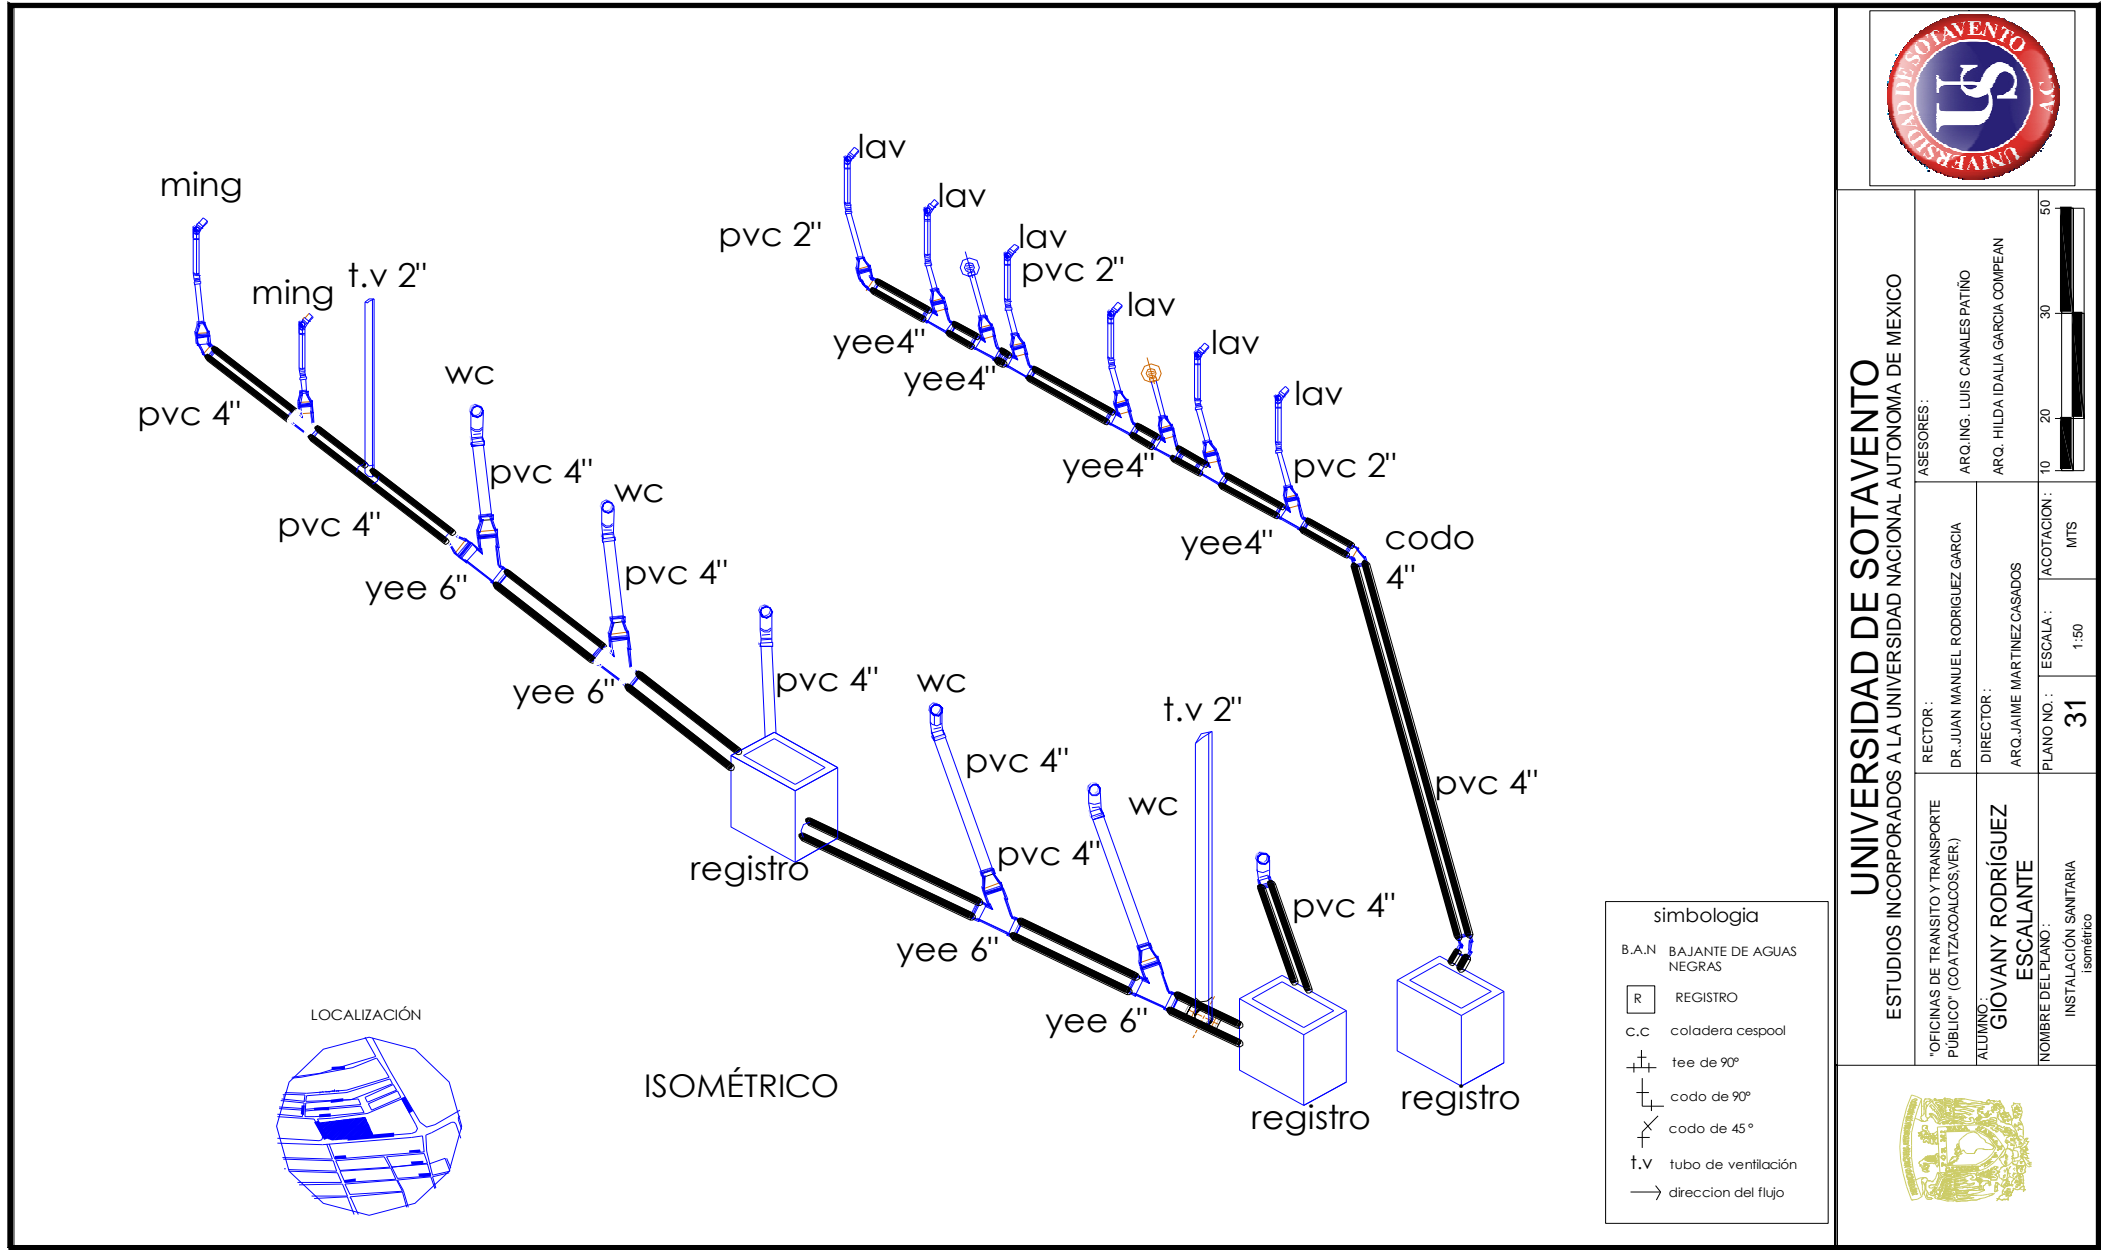 ming
ming
t.v 2"
pvc 4"
pvc 4"
wc
pvc 4"
wc
yee 6"
pvc 4"
yee 6"
pvc 4"
registro
wc
pvc 4"
pvc 4"
wc
yee 6"
yee 6"
t.v 2"
pvc 4"
registro
lav
pvc 2"
lav
lav
pvc 2"
yee4"
yee4"
lav
lav
lav
yee4"
pvc 2"
yee4"
codo
4"
pvc 4"
registro
LOCALIZACIÓN
ISOMÉTRICO
simbologia
B.A.N BAJANTE DE AGUAS
NEGRAS
R REGISTRO
c.c coladera cespool
tee de 90°
codo de 90°
codo de 45°
t.v tubo de ventilación
direccion del flujo
UNIVERSIDAD DE SOTAVENTO A.C.
US
UNIVERSIDAD
UNIVERSIDAD DE SOTAVENTO
ESTUDIOS INCORPORADOS A LA UNIVERSIDAD NACIONAL AUTONOMA DE MEXICO
ASESORES:
ARQ.ING. LUIS CANALES PATIÑO
ARQ. HILDA IDALIA GARCIA COMPEAN
10 20 30 50
RECTOR:
DR.JUAN MANUEL RODRIGUEZ GARCIA
DIRECTOR:
ARQ.JAIME MARTINEZ CASADOS
PLANO NO.:
31
ESCALA:
1:50
ACOTACION:
MTS
"OFICINAS DE TRANSITO Y TRANSPORTE
PÚBLICO" (COATZACOALCOS,VER.)
ALUMNO:
GIOVANY RODRÍGUEZ
ESCALANTE
NOMBRE DEL PLANO:
INSTALACIÓN SANITARIA
isométrico